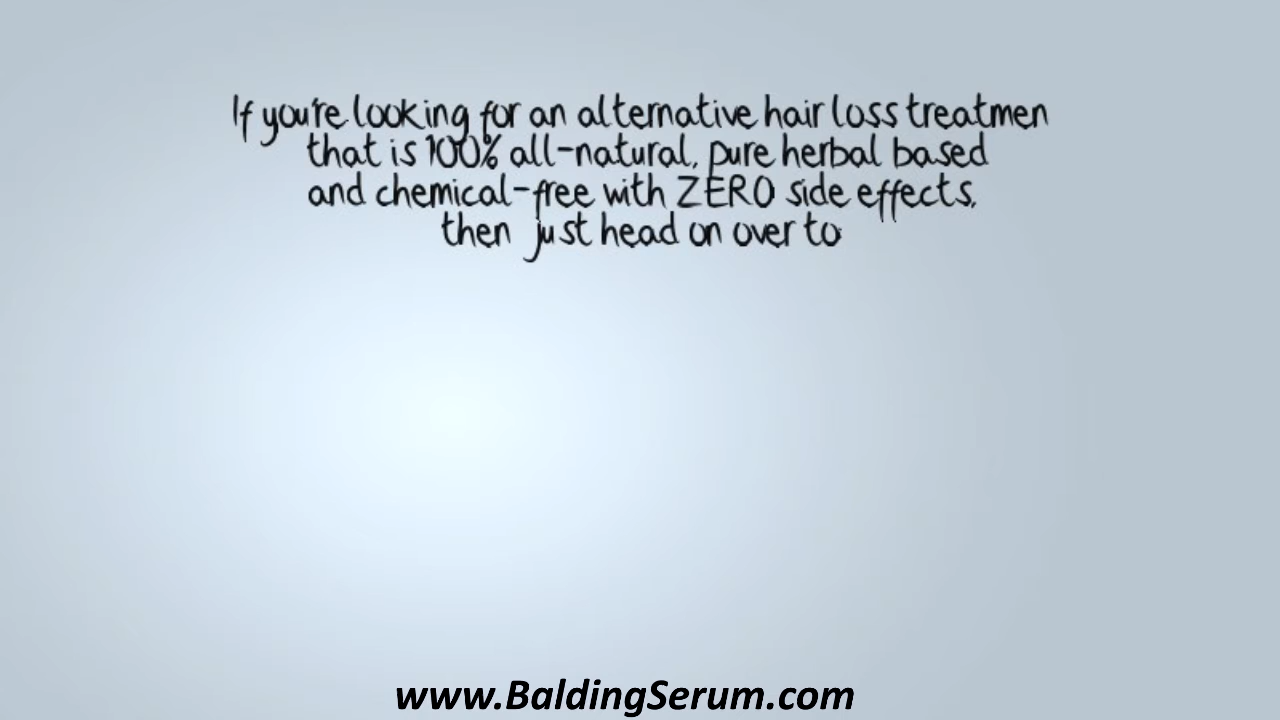 If you're looking for an alternative hair loss treatmen
that is 100% all-natural, pure herbal based
and chemical-free with ZERO side effects,
then just head on over to
www.BaldingSerum.com